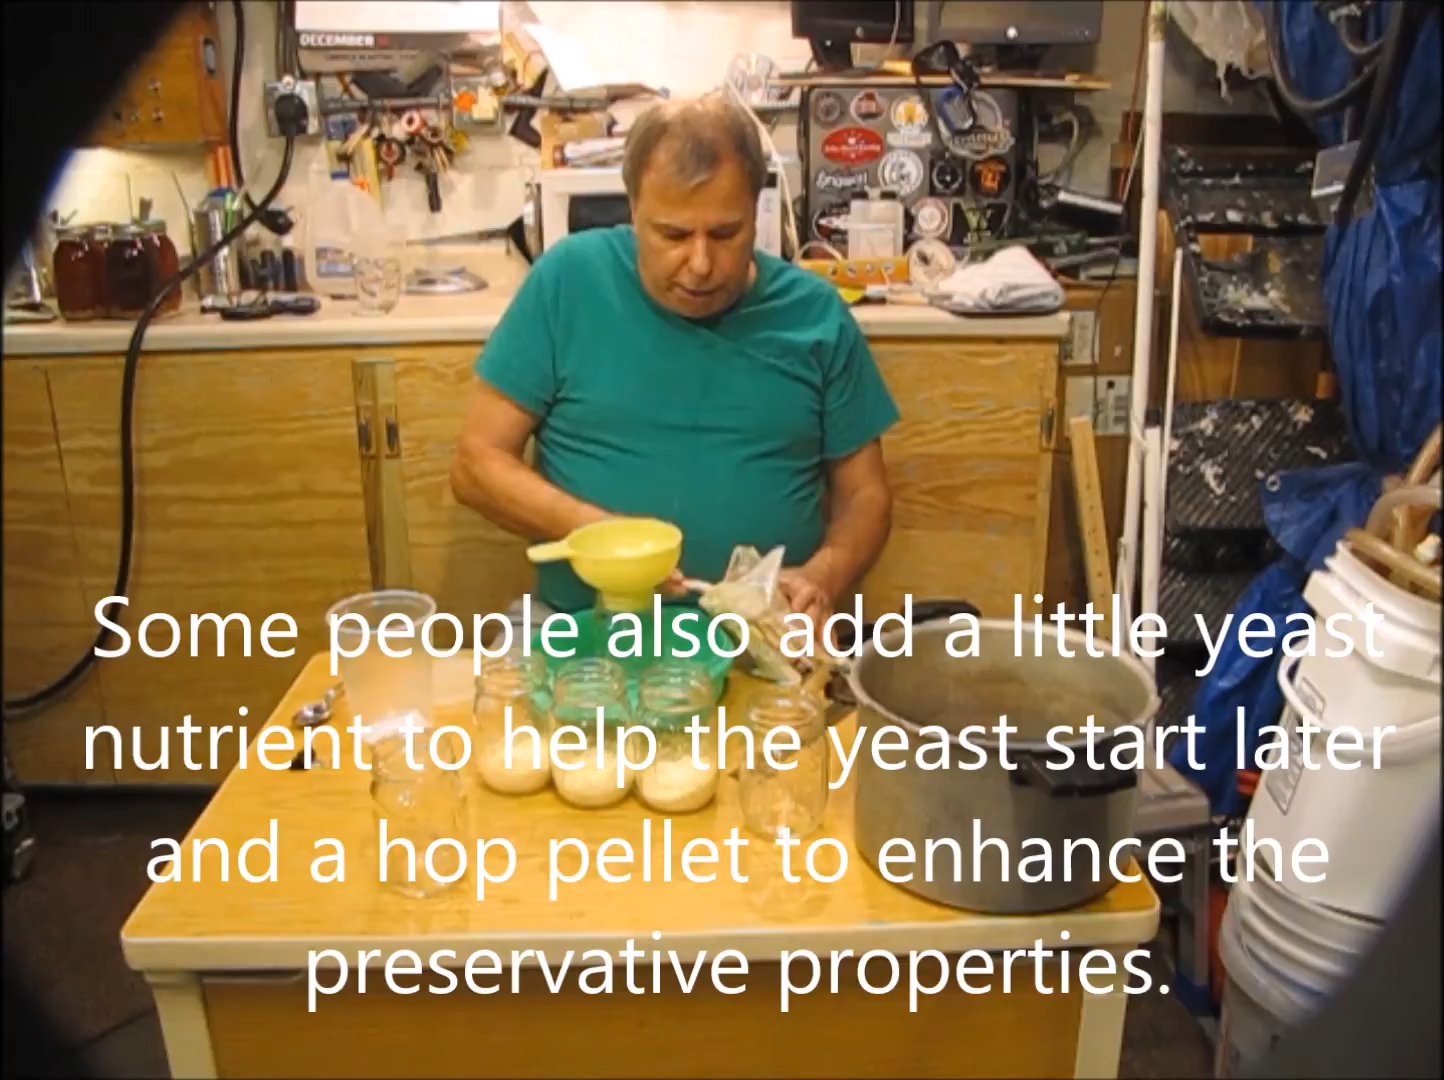 DECEMBER
Some people also add a little yeast
nutrient to help the yeast start later
and a hop pellet to enhance the
preservative properties.